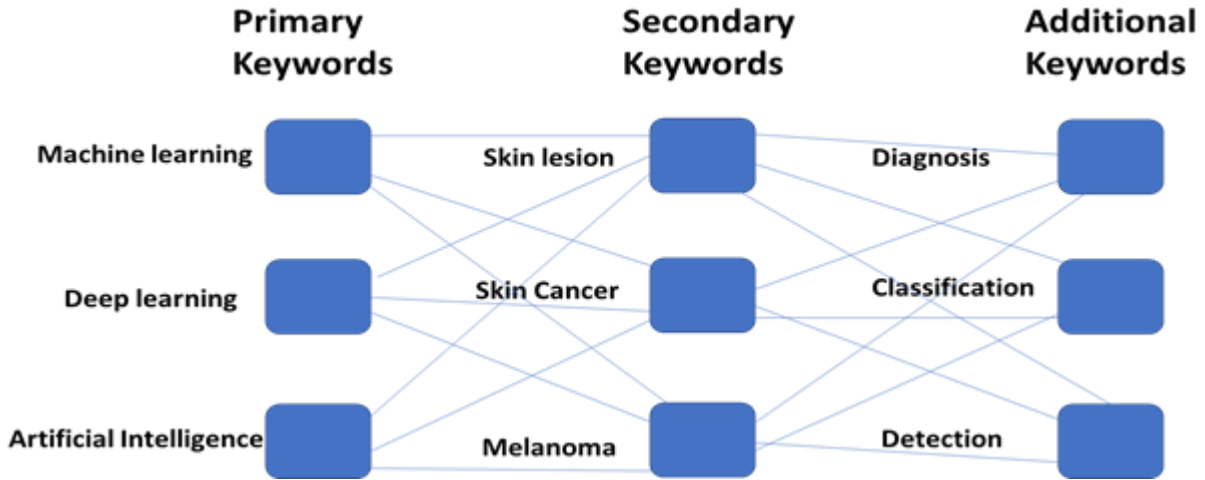 Primary Keywords
Secondary Keywords
Additional Keywords
Machine learning
Skin lesion
Diagnosis
Deep learning
Skin Cancer
Classification
Artificial Intelligence
Melanoma
Detection